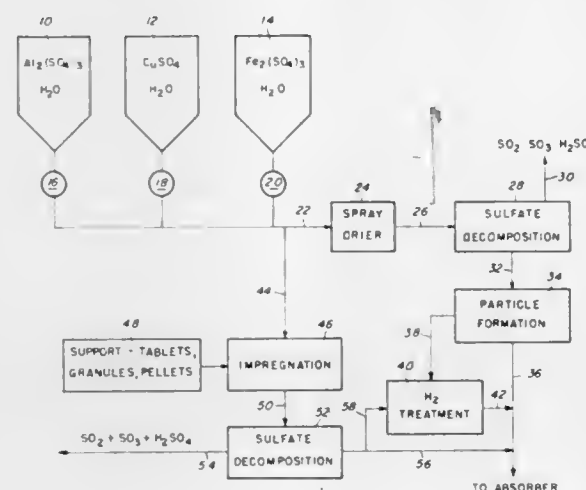 10
12
14
Al2(SO4)3
H2O
CuSO4
H2O
Fe2(SO4)3
H2O
16
18
20
22
24
SPRAY
DRIER
26
SO2 SO3 H2SO
30
28
SULFATE
DECOMPOSITION
32
34
PARTICLE
FORMATION
36
38
40
H2
TREATMENT
42
44
48
SUPPORT - TABLETS,
GRANULES, PELLETS
46
IMPREGNATION
50
52
SULFATE
DECOMPOSITION
SO2 + SO3 + H2SO4
54
58
56
TO ABSORBER